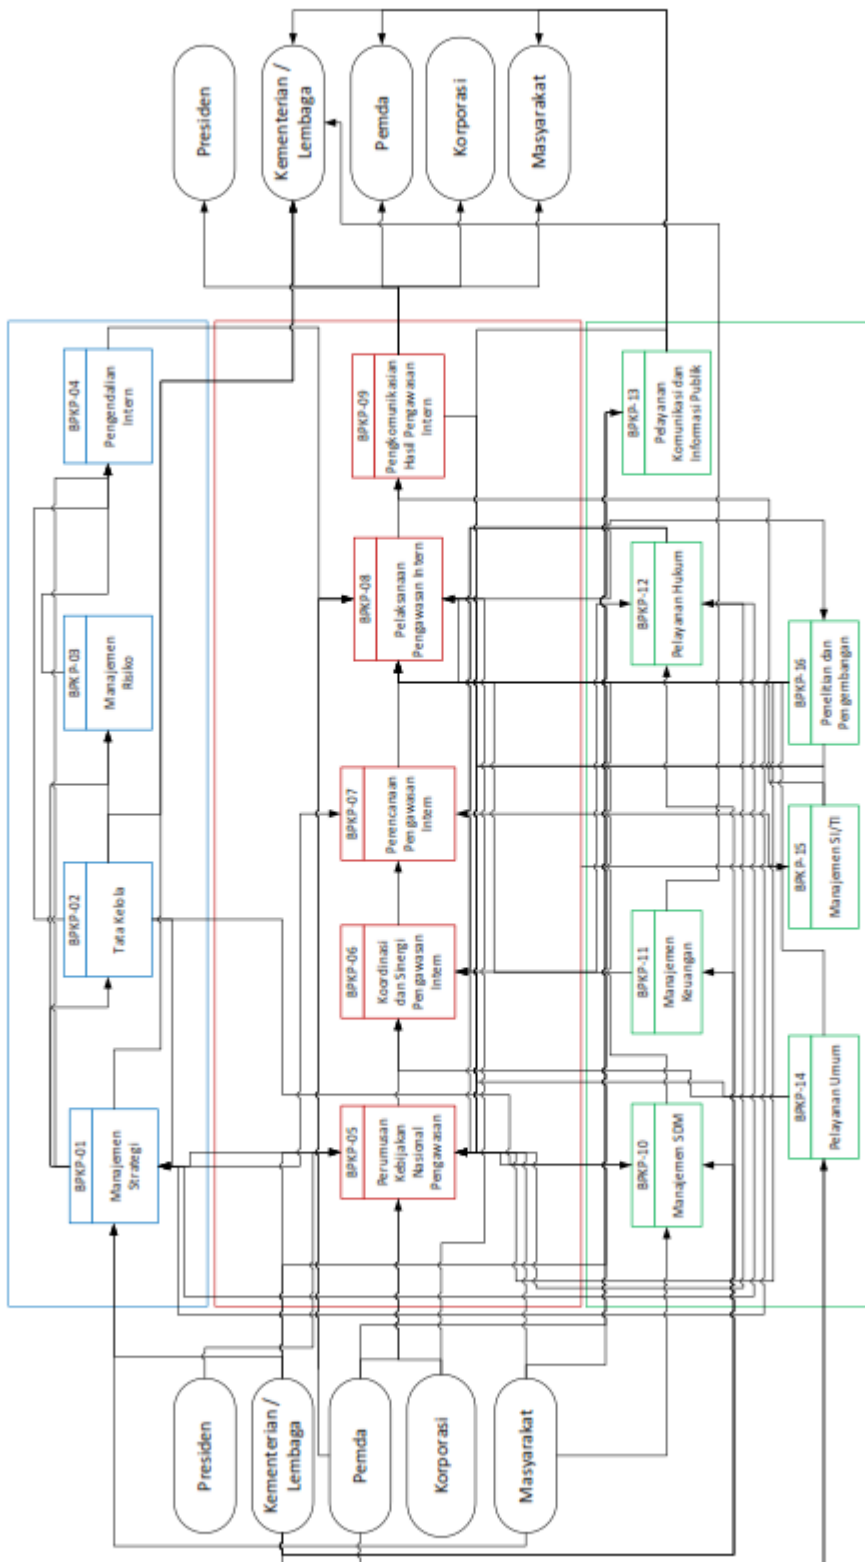 Presiden
Kementerian /
Lembaga
Pemda
Korporasi
Masyarakat
BPKP-01
Manajemen
Strategi
BPKP-02
Tata Kelola
BPKP-03
Manajemen
Risiko
BPKP-04
Pengendalian
Intern
BPKP-05
Perumusan
Kebijakan
Nasional
Pengawasan
BPKP-06
Koordinasi
dan Sinergi
Pengawasan
Intern
BPKP-07
Perencanaan
Pengawasan
Intern
BPKP-08
Pelaksanaan
Pengawasan Intern
BPKP-09
Pengkomunikasian
Hasil Pengawasan
Intern
BPKP-10
Manajemen SDM
BPKP-11
Manajemen
Keuangan
BPKP-12
Pelayanan Hukum
BPKP-13
Pelayanan
Komunikasi dan
Informasi Publik
BPKP-14
Pelayanan Umum
BPKP-15
Manajemen SI/TI
BPKP-16
Penelitian dan
Pengembangan
Presiden
Kementerian /
Lembaga
Pemda
Korporasi
Masyarakat